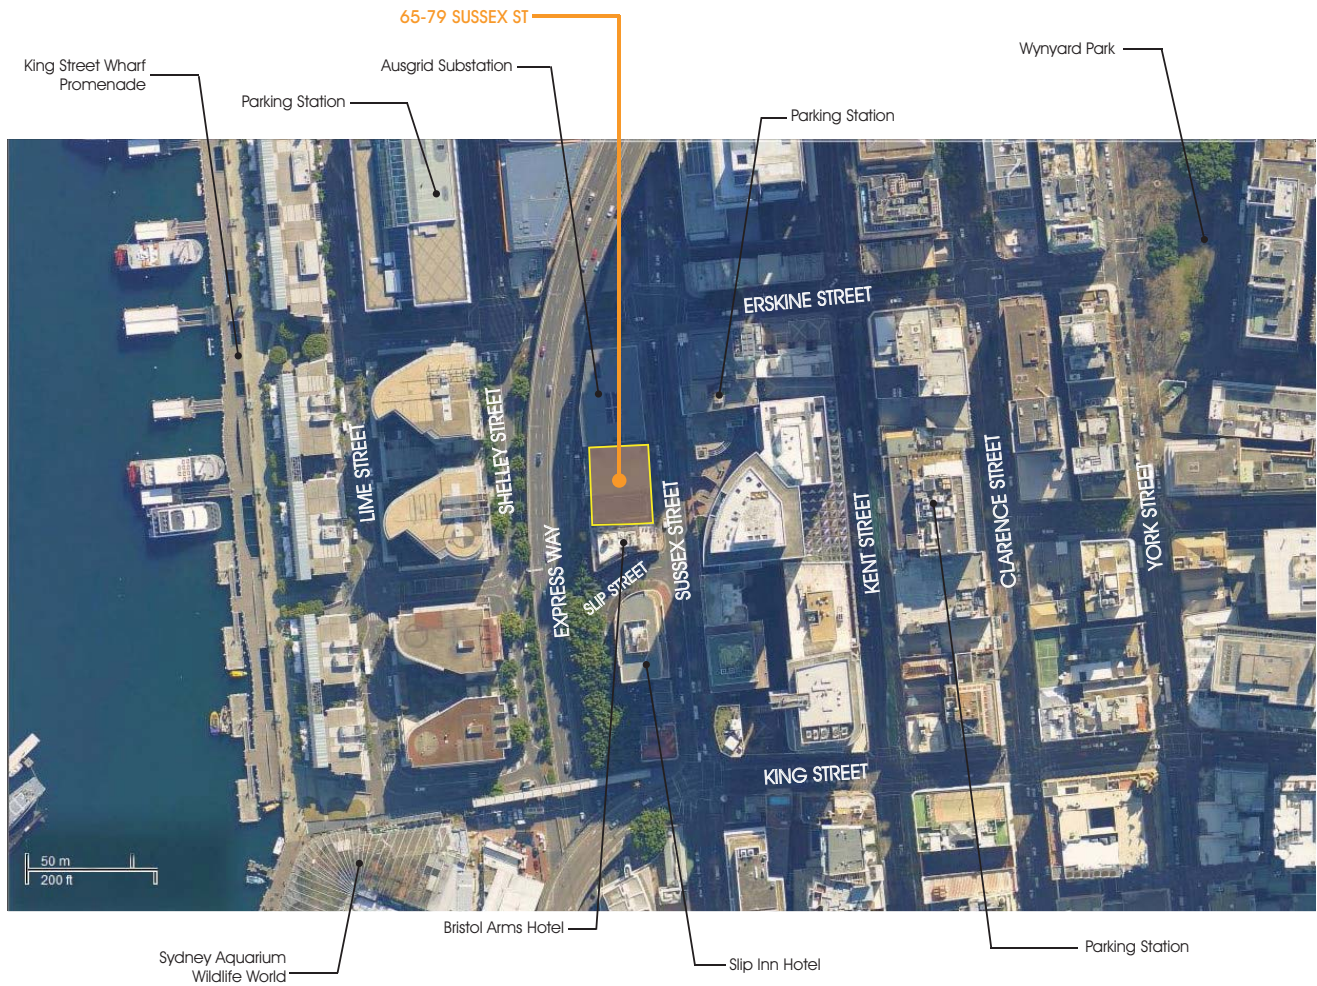 65-79 SUSSEX ST
Wynyard Park
King Street Wharf
Promenade
Ausgrid Substation
Parking Station
Parking Station
ERSKINE STREET
LIME STREET
SHELLEY STREET
EXPRESS WAY
SLIP STREET
SUSSEX STREET
KENT STREET
CLARENCE STREET
YORK STREET
KING STREET
50 m
200 ft
Bristol Arms Hotel
Sydney Aquarium
Wildlife World
Slip Inn Hotel
Parking Station